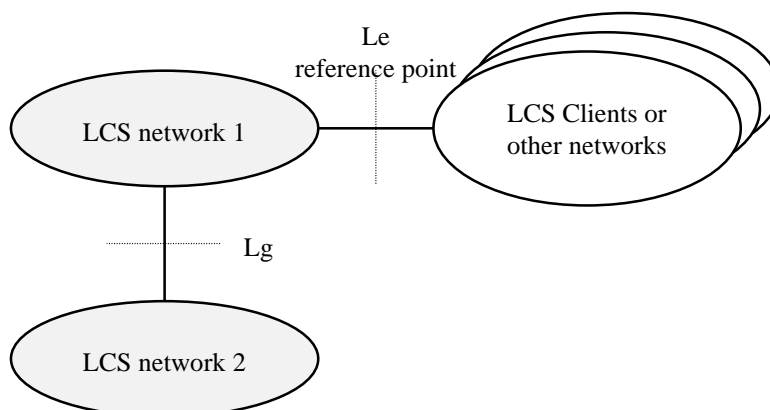 Le
reference point
LCS network 1
LCS Clients or
other networks
Lg
LCS network 2